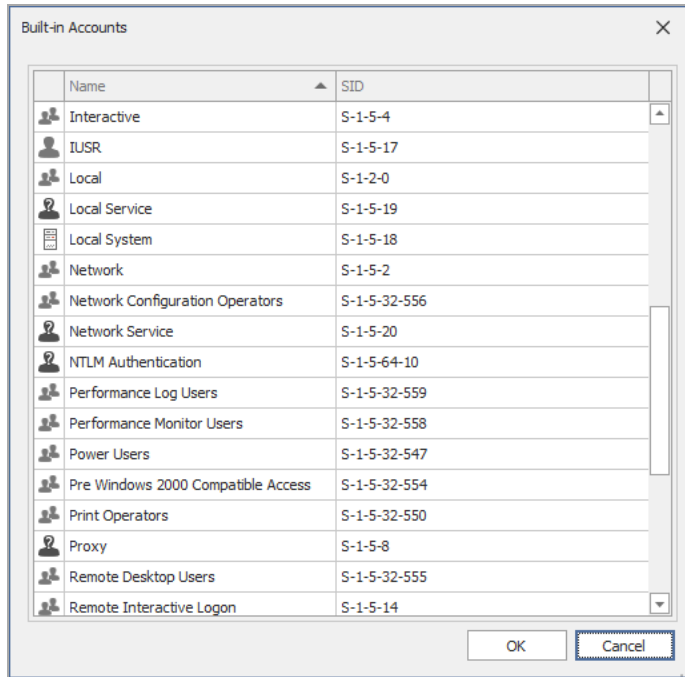 Built-in Accounts
Name SID
Interactive S-1-5-4
IUSR S-1-5-17
Local S-1-2-0
Local Service S-1-5-19
Local System S-1-5-18
Network S-1-5-2
Network Configuration Operators S-1-5-32-556
Network Service S-1-5-20
NTLM Authentication S-1-5-64-10
Performance Log Users S-1-5-32-559
Performance Monitor Users S-1-5-32-558
Power Users S-1-5-32-547
Pre Windows 2000 Compatible Access S-1-5-32-554
Print Operators S-1-5-32-550
Proxy S-1-5-8
Remote Desktop Users S-1-5-32-555
Remote Interactive Logon S-1-5-14
OK Cancel